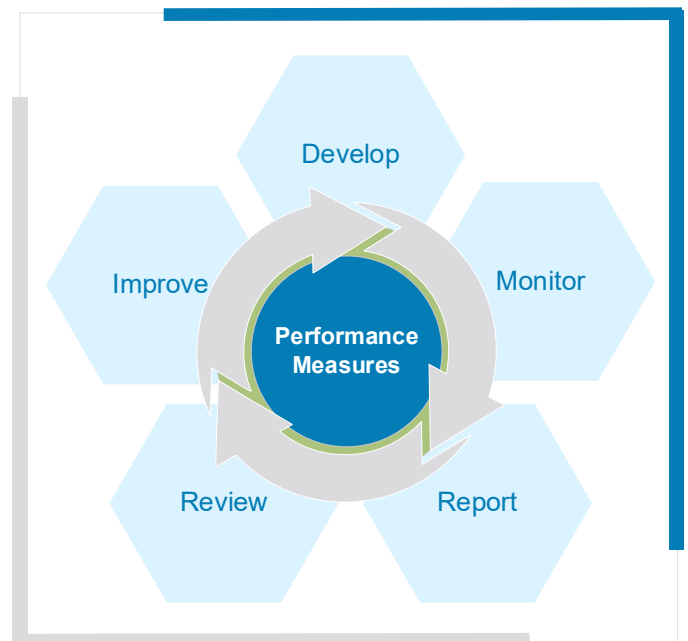 Develop
Improve
Monitor
Performance
Measures
Review
Report